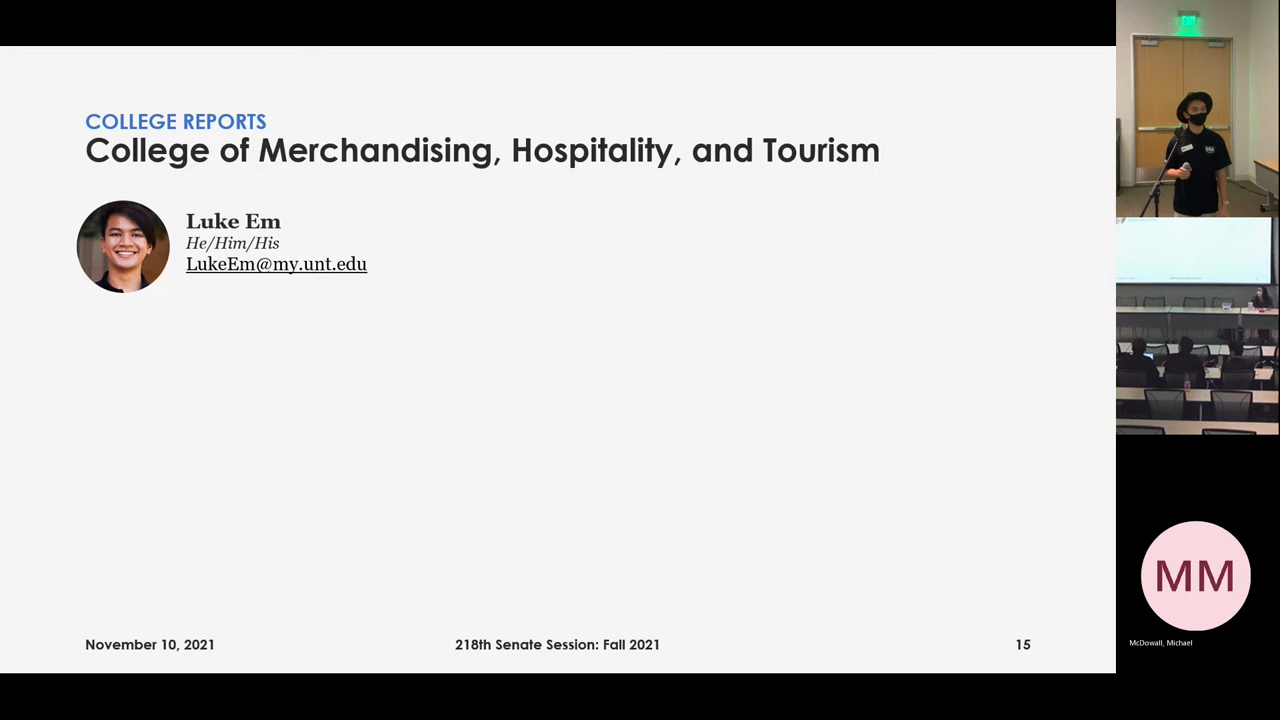 COLLEGE REPORTS
College of Merchandising, Hospitality, and Tourism
Luke Em
He/Him/His
LukeEm@my.unt.edu
November 10, 2021
218th Senate Session: Fall 2021
15
EXIT
MM
McDowall, Michael